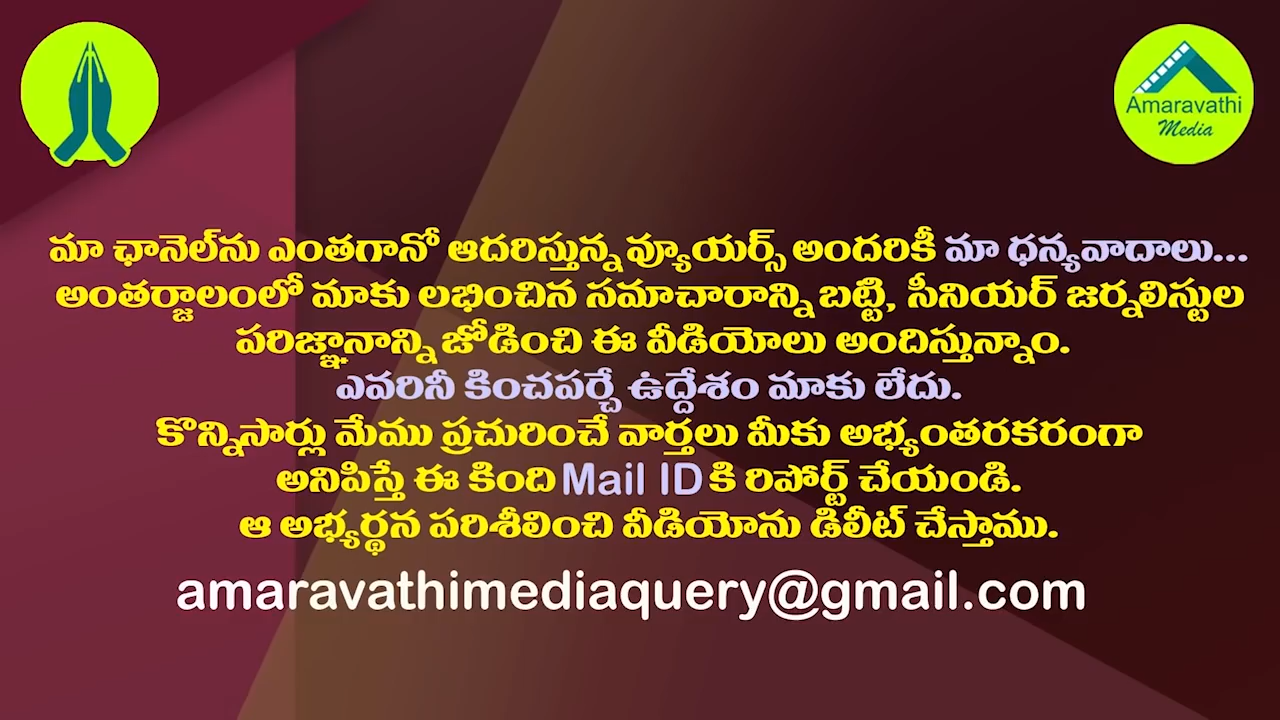 Amaravathi
Media
మా ఛానెల్‌ను ఎంతగానో ఆదరిస్తున్న వ్యూయర్స్ అందరికీ మా ధన్యవాదాలు...
అంతర్జాలంలో మాకు లభించిన సమాచారాన్ని బట్టి, సీనియర్ జర్నలిస్టుల
పరిజ్ఞానాన్ని జోడించి ఈ వీడియోలు అందిస్తున్నాం.
ఎవరినీ కించపర్చే ఉద్దేశం మాకు లేదు.
కొన్నిసార్లు మేము ప్రచురించే వార్తలు మీకు అభ్యంతరకరంగా
అనిపిస్తే ఈ కింది Mail ID కి రిపోర్ట్ చేయండి.
ఆ అభ్యర్థన పరిశీలించి వీడియోను డిలీట్ చేస్తాము.
amaravathimediaquery@gmail.com